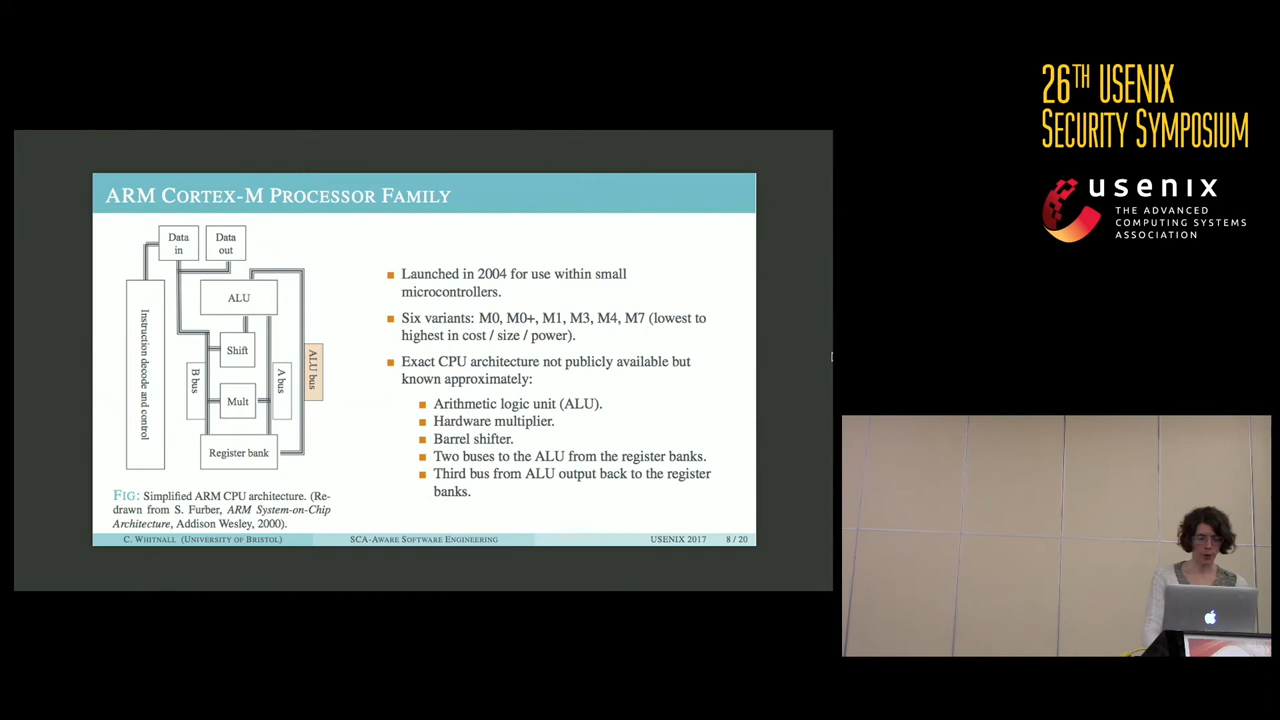 26TH USENIX
SECURITY SYMPOSIUM
usenix
THE ADVANCED
COMPUTING SYSTEMS
ASSOCIATION
ARM CORTEX-M PROCESSOR FAMILY
Data
in
Data
out
ALU
Shift
Mult
Register bank
Instruction decode and control
B bus
A bus
ALU bus
FIG: Simplified ARM CPU architecture. (Re-
drawn from S. Furber, ARM System-on-Chip
Architecture, Addison Wesley, 2000).
Launched in 2004 for use within small
microcontrollers.
Six variants: M0, M0+, M1, M3, M4, M7 (lowest to
highest in cost / size / power).
Exact CPU architecture not publicly available but
known approximately:
Arithmetic logic unit (ALU).
Hardware multiplier.
Barrel shifter.
Two buses to the ALU from the register banks.
Third bus from ALU output back to the register
banks.
C. WHITNALL (UNIVERSITY OF BRISTOL)
SCA-AWARE SOFTWARE ENGINEERING
USENIX 2017
8 / 20